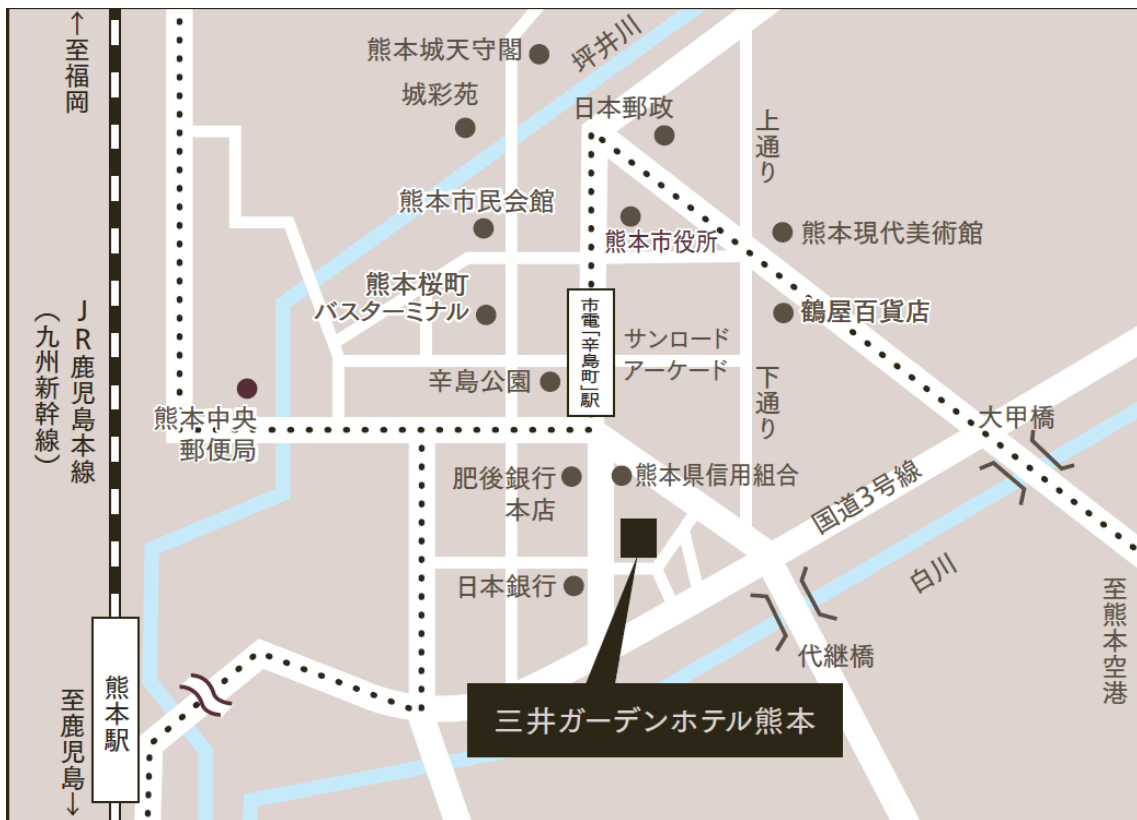 ↑至福岡
熊本城天守閣
坪井川
城彩苑
日本郵政
上通り
熊本市民会館
熊本市役所
熊本現代美術館
熊本桜町
バスターミナル
市電「辛島町」駅
鶴屋百貨店
JR鹿児島本線
(九州新幹線)
サンロード
アーケード
辛島公園
下通り
熊本中央
郵便局
大甲橋
肥後銀行
本店
熊本県信用組合
国道3号線
日本銀行
白川
至熊本空港
代継橋
熊本駅
至鹿児島↓
三井ガーデンホテル熊本